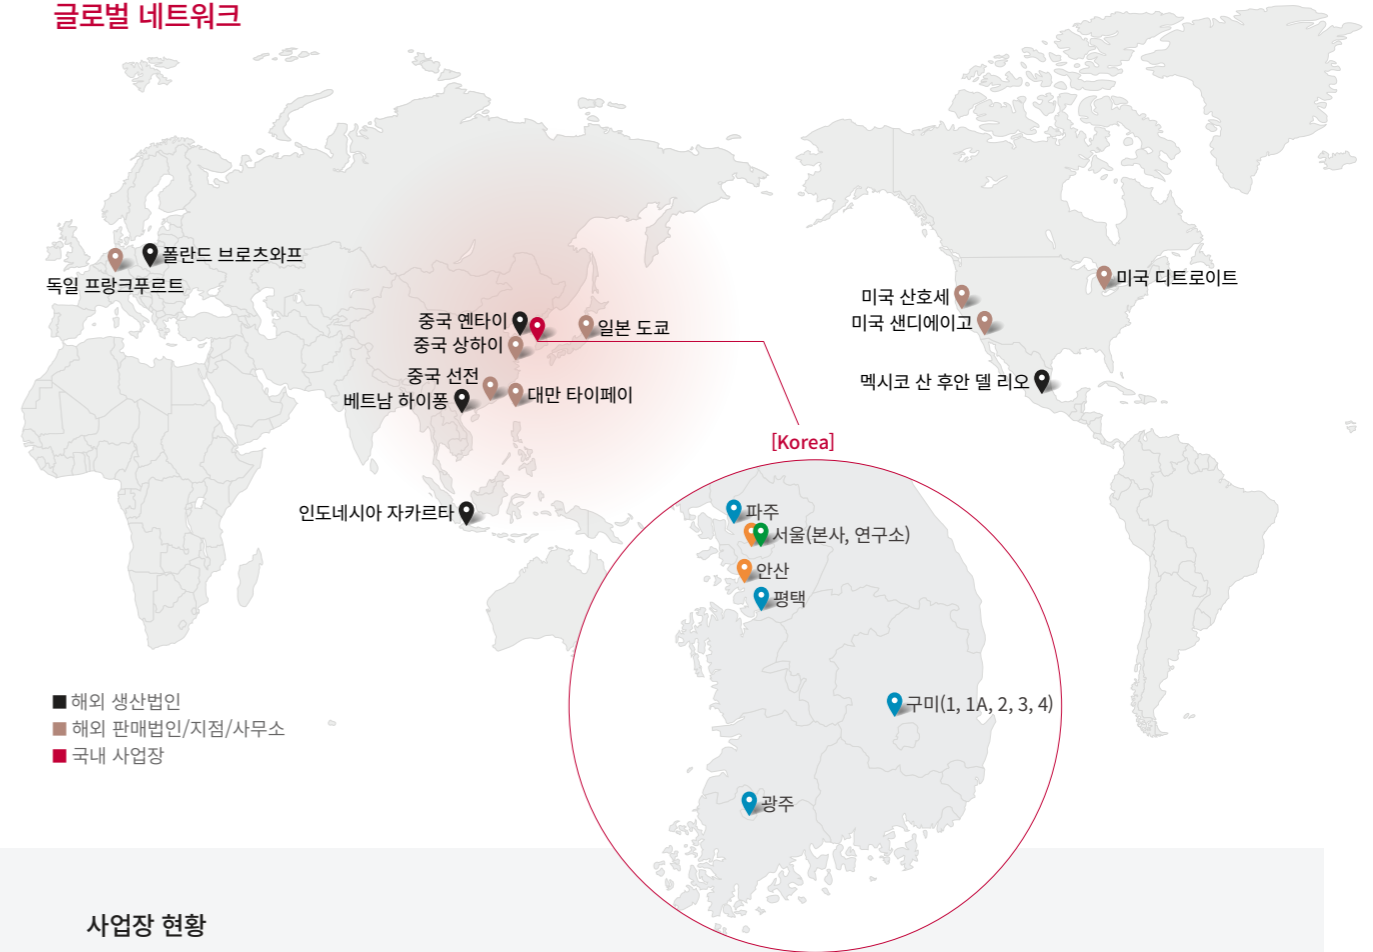 글로벌 네트워크
폴란드 브로츠와프
독일 프랑크푸르트
중국 옌타이
중국 상하이
일본 도쿄
중국 선전
베트남 하이퐁
대만 타이페이
인도네시아 자카르타
미국 디트로이트
미국 산호세
미국 샌디에이고
멕시코 산 후안 델 리오
[Korea]
파주
서울(본사, 연구소)
안산
평택
구미(1, 1A, 2, 3, 4)
광주
해외 생산법인
해외 판매법인/지점/사무소
국내 사업장
사업장 현황